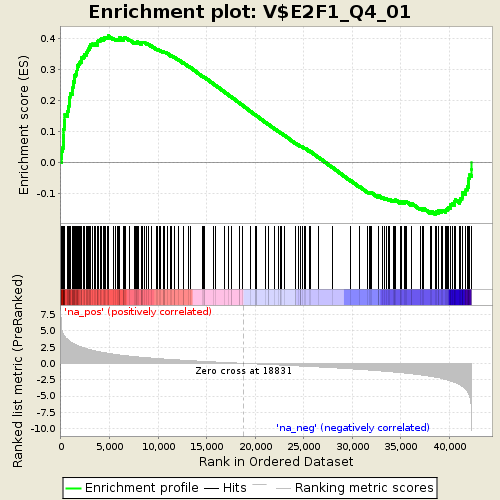 Enrichment plot: V$E2F1_Q4_01
Enrichment score (ES)
0.4
0.3
0.2
0.1
0.0
-0.1
'na_pos' (positively correlated)
Ranked list metric (PreRanked)
7.5
5.0
2.5
0.0
-2.5
-5.0
-7.5
-10.0
Zero cross at 18831
'na_neg' (negatively correlated)
0
5,000
10,000
15,000
20,000
25,000
30,000
35,000
40,000
Rank in Ordered Dataset
Enrichment profile
Hits
Ranking metric scores